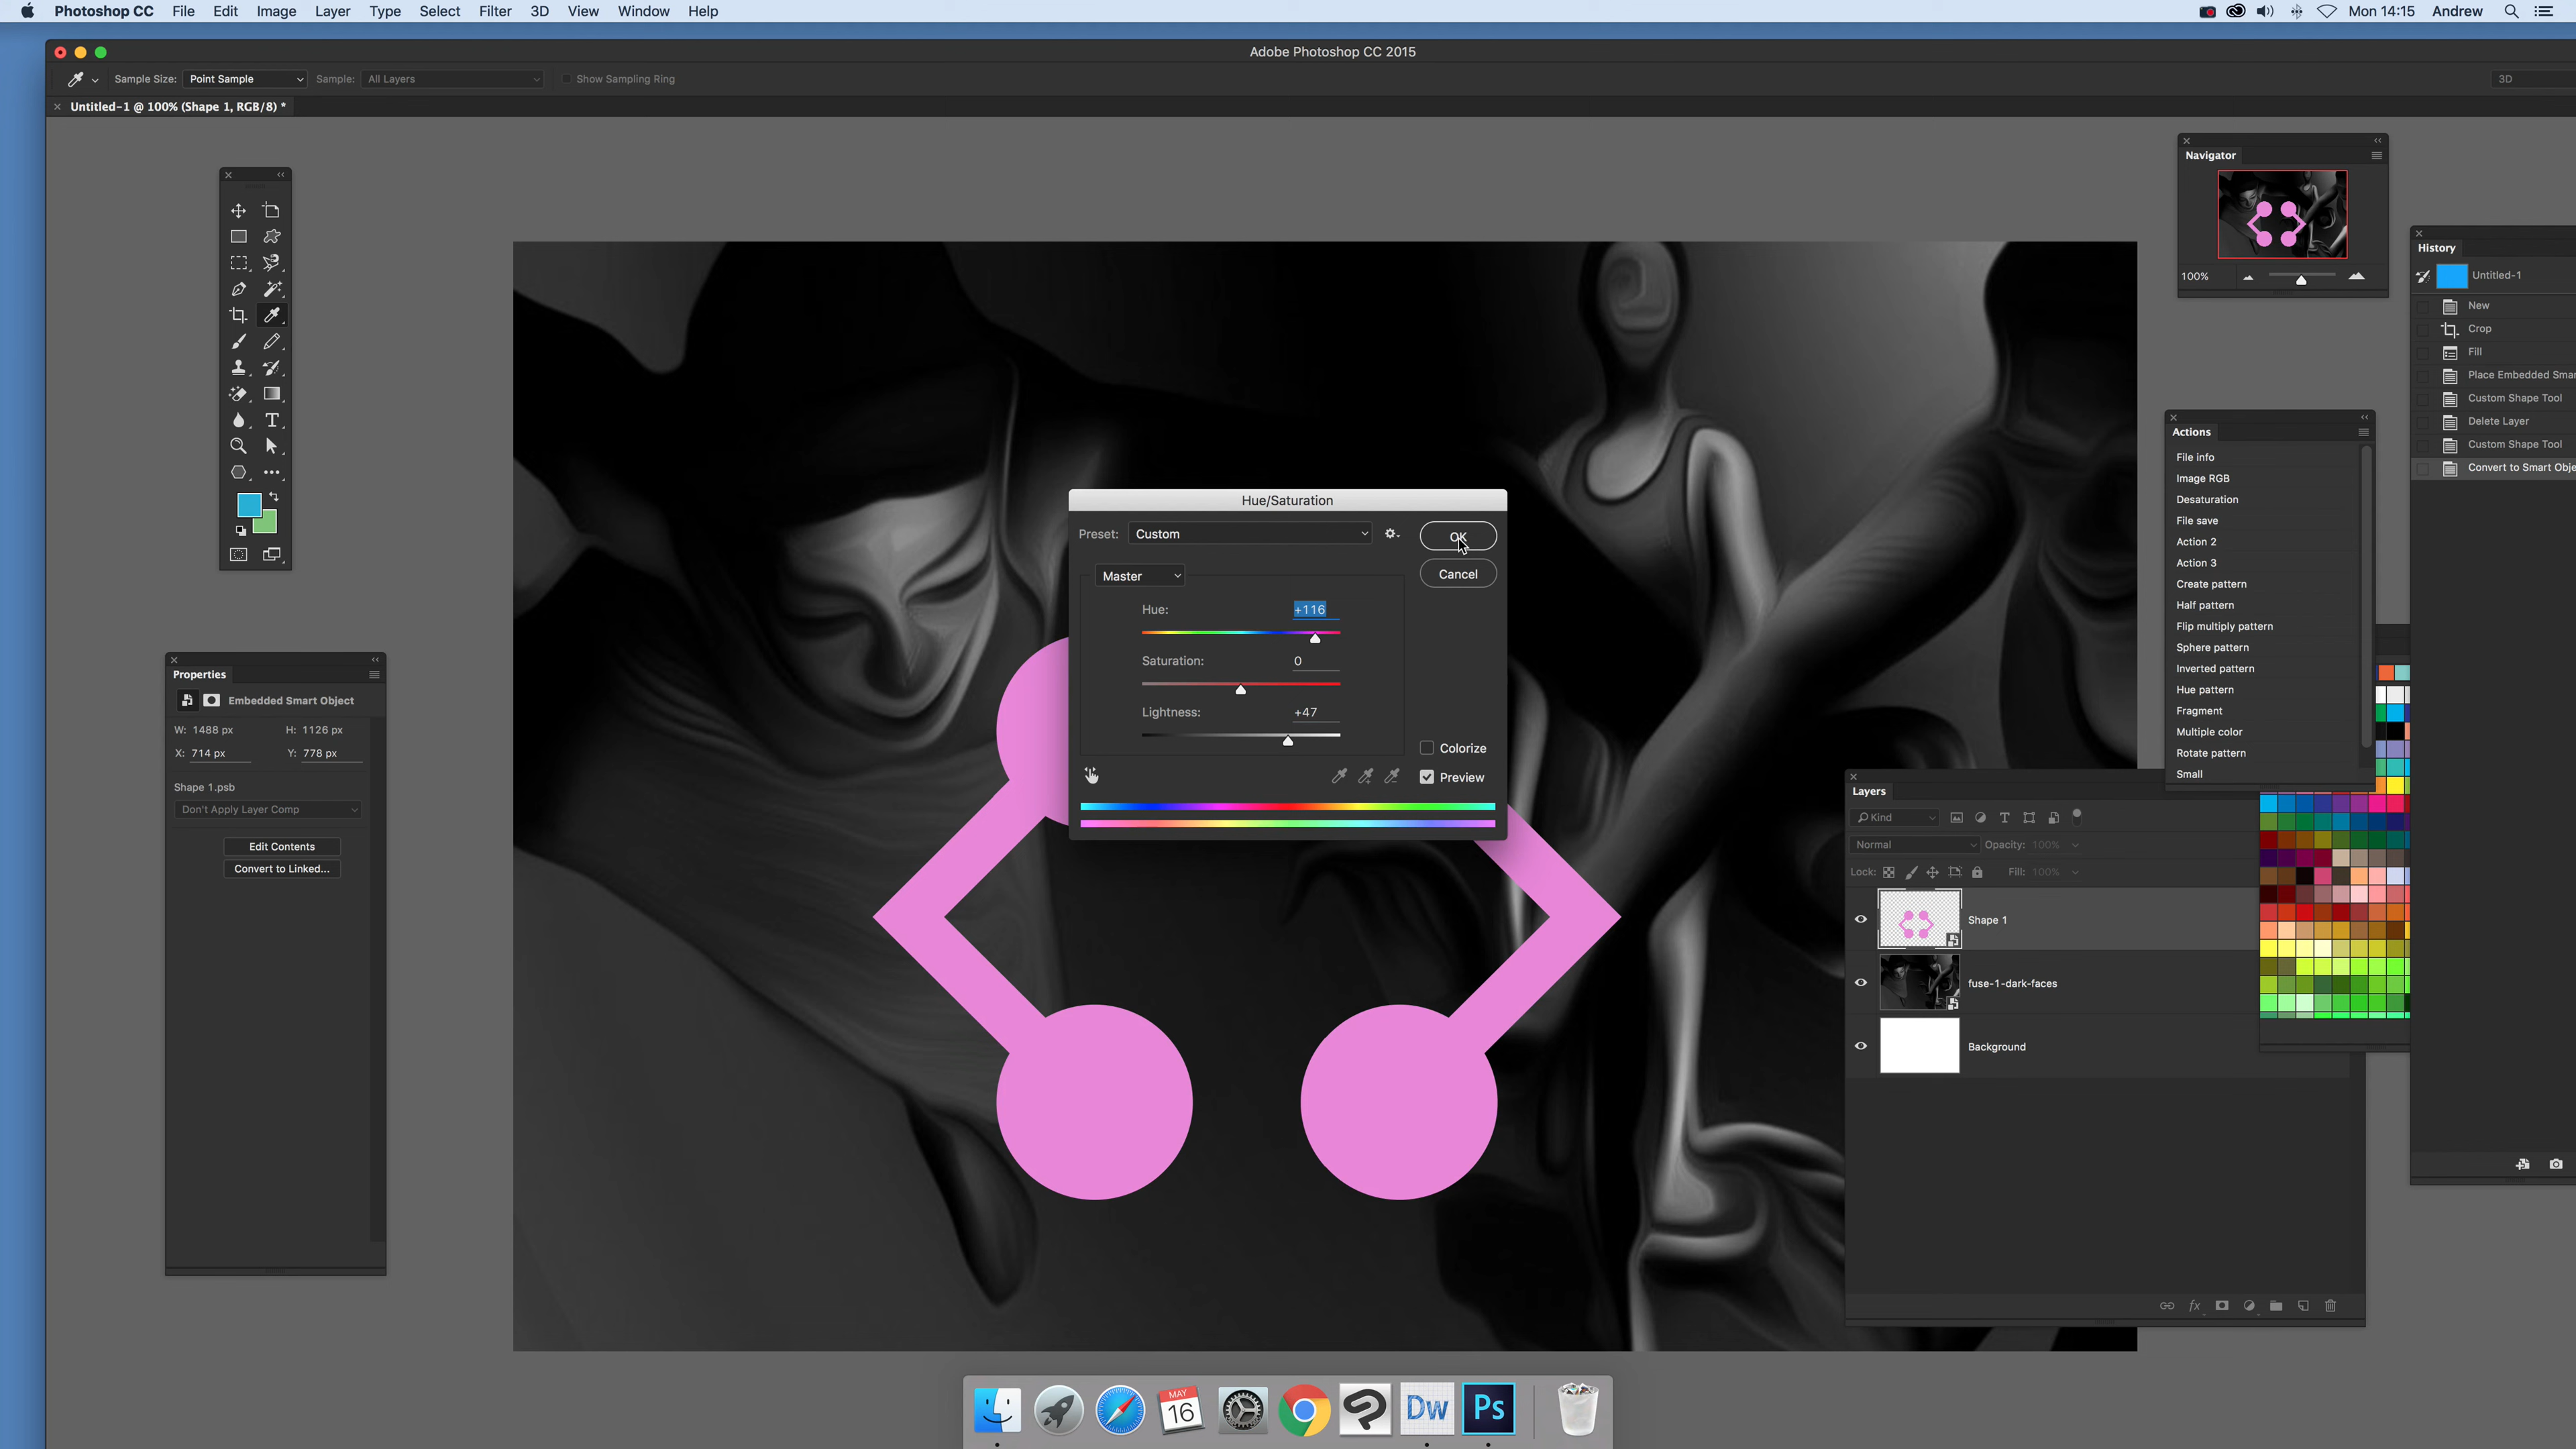 Photoshop CC File Edit Image Layer Type Select Filter 3D View Window Help Mon 14:15 Andrew
Adobe Photoshop CC 2015
Sample Size: Point Sample Sample: All Layers Show Sampling Ring 3D
Untitled-1 @ 100% (Shape 1, RGB/8) *
Navigator
100%
History
Untitled-1
New
Crop
Fill
Place Embedded Smar
Custom Shape Tool
Delete Layer
Custom Shape Tool
Convert to Smart Obje
Actions
File info
Image RGB
Desaturation
File save
Action 2
Action 3
Create pattern
Half pattern
Flip multiply pattern
Sphere pattern
Inverted pattern
Hue pattern
Fragment
Multiple color
Rotate pattern
Small
Hue/Saturation
Preset: Custom
OK
Cancel
Master
Hue: +116
Saturation: 0
Lightness: +47
Colorize
Preview
Properties
Embedded Smart Object
W: 1488 px H: 1126 px
X: 714 px Y: 778 px
Shape 1.psb
Don't Apply Layer Comp
Edit Contents
Convert to Linked...
Layers
Kind
Normal Opacity: 100%
Lock: Fill: 100%
Shape 1
fuse-1-dark-faces
Background
fx
MAY
16
Dw
Ps